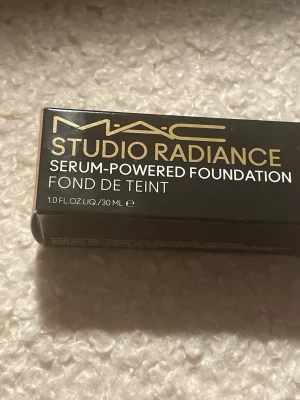 M·A·C
STUDIO RADIANCE
SERUM-POWERED FOUNDATION
FOND DE TEINT
1.0 FL.OZ.LIQ./30 ML ℮